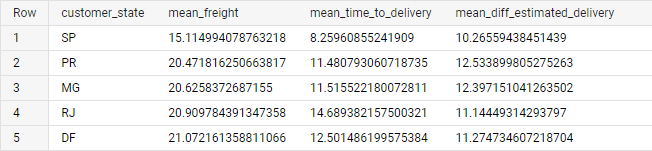 Row customer_state mean_freight mean_time_to_delivery mean_diff_estimated_delivery
1 SP 15.114994078763218 8.25960855241909 10.26559438451439
2 PR 20.471816250663817 11.480793060718735 12.533899805275263
3 MG 20.6258372687155 11.515522180072811 12.397151041263502
4 RJ 20.909784391347358 14.689382157500321 11.14449314293797
5 DF 21.072161358811066 12.501486199575384 11.274734607218704